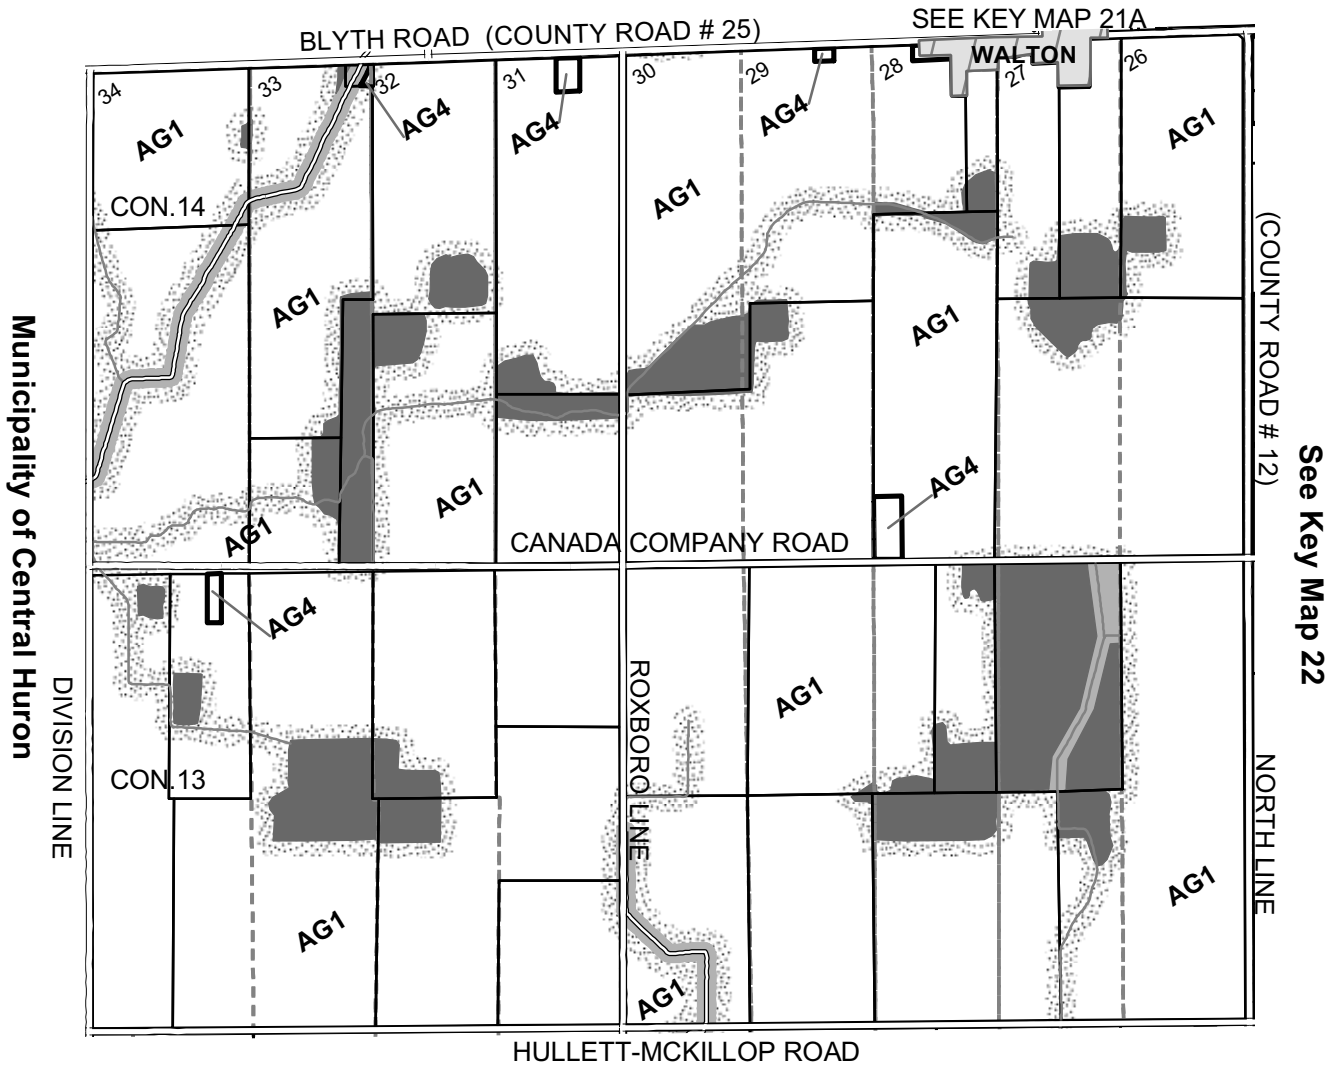 SEE KEY MAP 21A
BLYTH ROAD (COUNTY ROAD # 25)
WALTON
34
33
32
31
30
29
28
27
26
AG1
AG4
AG4
AG4
AG1
CON.14
AG1
(COUNTY ROAD # 12)
AG1
AG1
Municipality of Central Huron
See Key Map 22
AG1
AG1
AG4
CANADA COMPANY ROAD
AG4
DIVISION LINE
ROXBORO LINE
AG1
CON.13
NORTH LINE
AG1
AG1
AG1
HULLETT-MCKILLOP ROAD